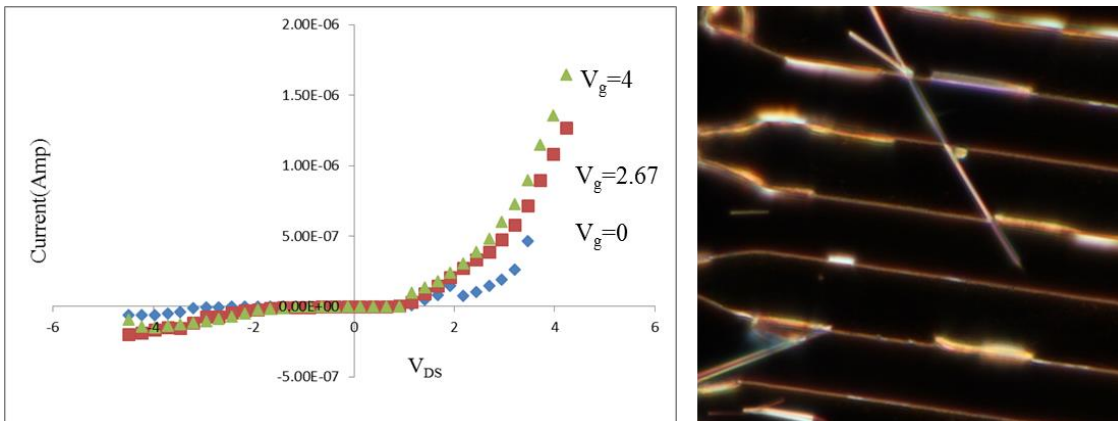 2.00E-06
1.50E-06
1.00E-06
5.00E-07
0.00E+00
-5.00E-07
-6
-4
-2
0
2
4
6
Current(Amp)
V_DS
V_g=4
V_g=2.67
V_g=0